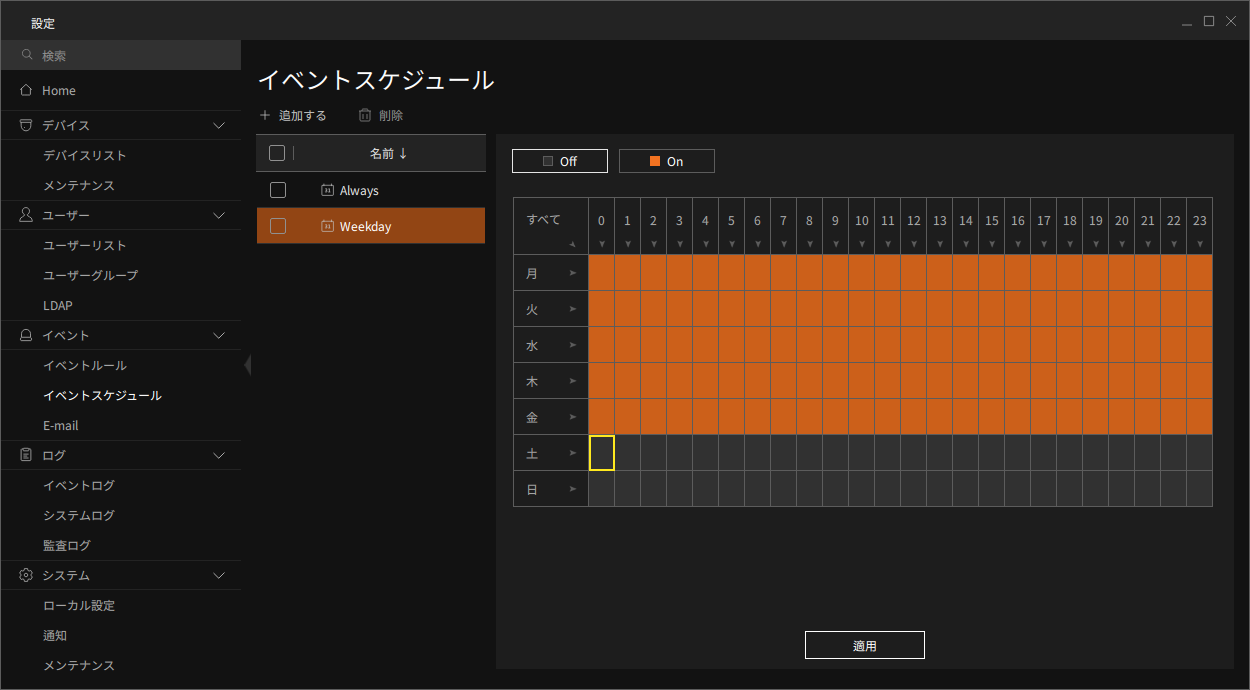 設定
検索
Home
デバイス
デバイスリスト
メンテナンス
ユーザー
ユーザーリスト
ユーザーグループ
LDAP
イベント
イベントルール
イベントスケジュール
E-mail
ログ
イベントログ
システムログ
監査ログ
システム
ローカル設定
通知
メンテナンス
イベントスケジュール
追加する 削除
名前 ↓
31 Always
31 Weekday
Off On
すべて 0 1 2 3 4 5 6 7 8 9 10 11 12 13 14 15 16 17 18 19 20 21 22 23
月
火
水
木
金
土
日
適用